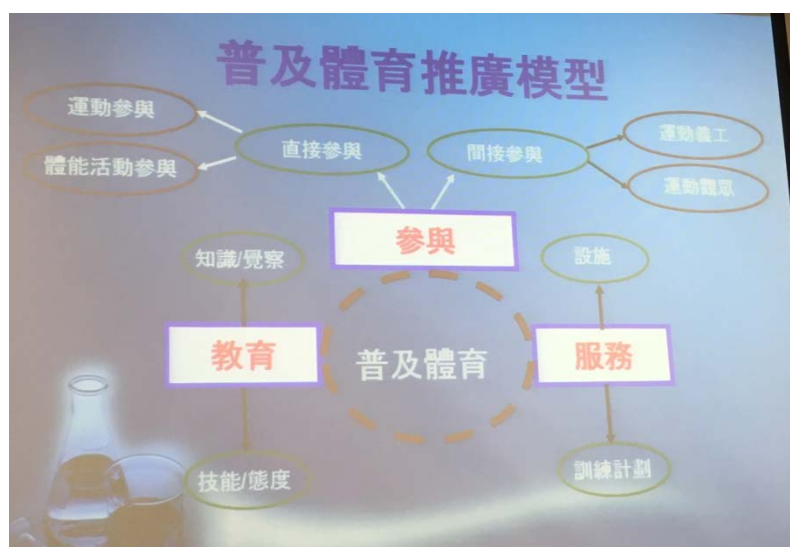 普及體育推廣模型
運動參與
直接參與
間接參與
運動義工
體能活動參與
運動觀眾
參與
知識/覺察
設施
教育
普及體育
服務
技能/態度
訓練計劃